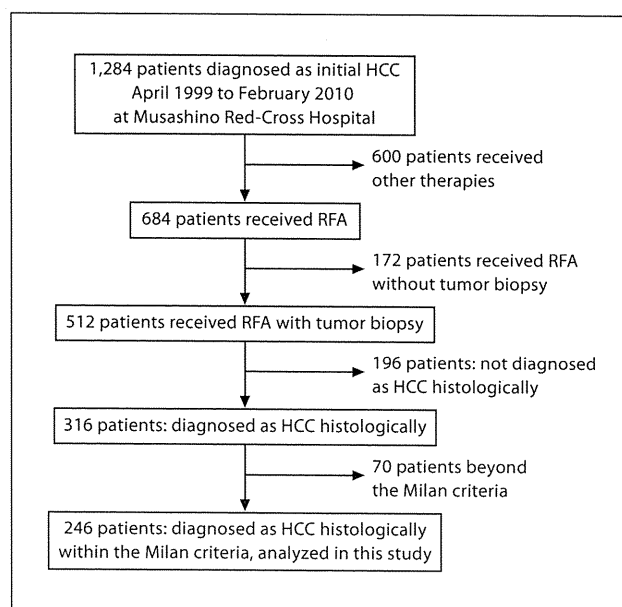 1,284 patients diagnosed as initial HCC
April 1999 to February 2010
at Musashino Red-Cross Hospital
600 patients received
other therapies
684 patients received RFA
172 patients received RFA
without tumor biopsy
512 patients received RFA with tumor biopsy
196 patients: not diagnosed
as HCC histologically
316 patients: diagnosed as HCC histologically
70 patients beyond
the Milan criteria
246 patients: diagnosed as HCC histologically
within the Milan criteria, analyzed in this study